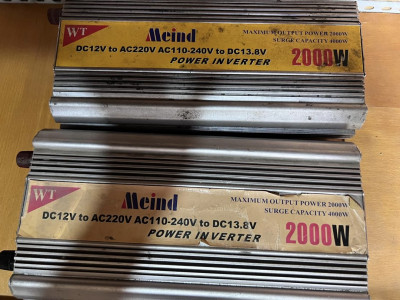 WT
Meind
MAXIMUM OUTPUT POWER 2000W
SURGE CAPACITY 4000W
DC12V to AC220V AC110-240V to DC13.8V
POWER INVERTER
2000W
WT
Meind
MAXIMUM OUTPUT POWER 2000W
SURGE CAPACITY 4000W
DC12V to AC220V AC110-240V to DC13.8V
POWER INVERTER
2000W